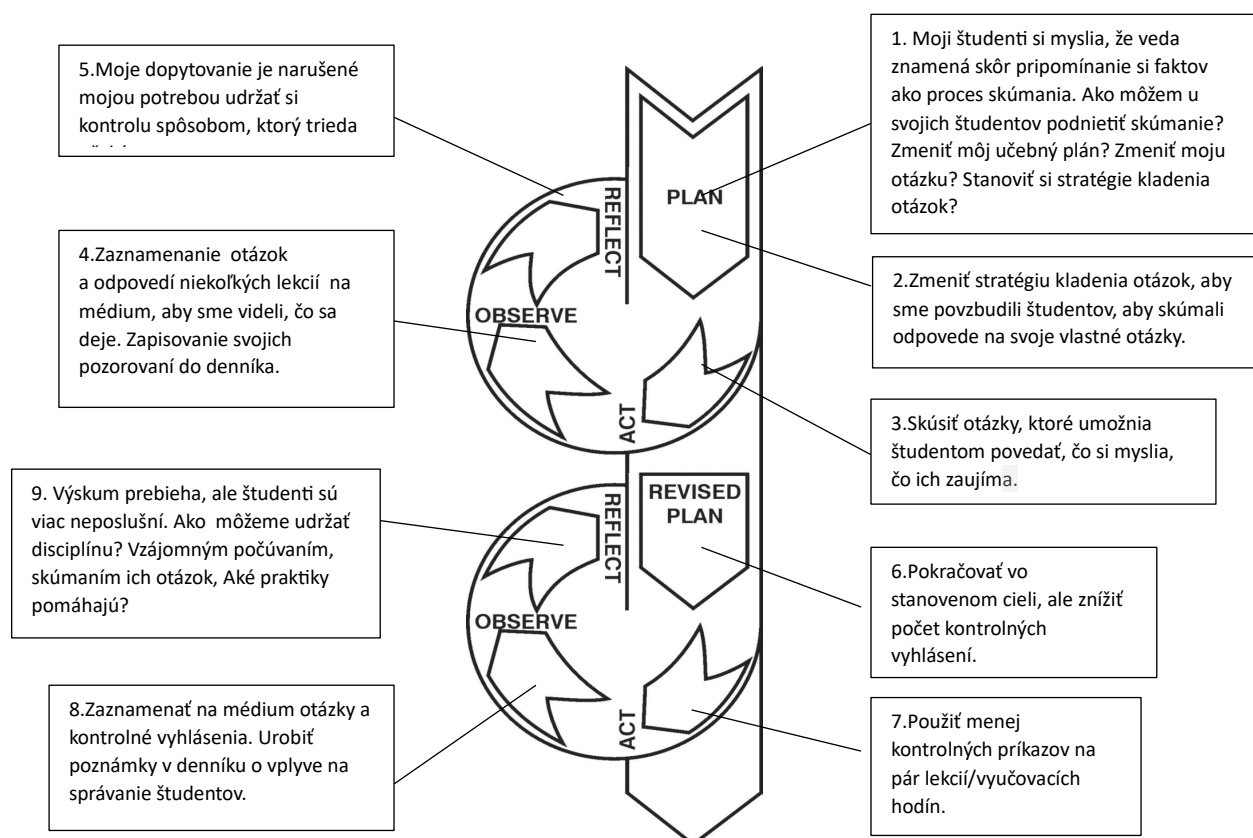 1. Moji študenti si myslia, že veda
znamená skôr pripomínanie si faktov
ako proces skúmania. Ako môžem u
svojich študentov podnietiť skúmanie?
Zmeniť môj učebný plán? Zmeniť moju
otázku? Stanoviť si stratégie kladenia
otázok?
2.Zmeniť stratégiu kladenia otázok, aby
sme povzbudili študentov, aby skúmali
odpovede na svoje vlastné otázky.
3.Skúsiť otázky, ktoré umožnia
študentom povedať, čo si myslia,
čo ich zaujíma.
4.Zaznamenanie otázok
a odpovedí niekoľkých lekcií na
médium, aby sme videli, čo sa
deje. Zapisovanie svojich
pozorovaní do denníka.
5.Moje dopytovanie je narušené
mojou potrebou udržať si
kontrolu spôsobom, ktorý trieda
PLAN
REFLECT
OBSERVE
ACT
REVISED
PLAN
REFLECT
OBSERVE
ACT
6.Pokračovať vo
stanovenom cieli, ale znížiť
počet kontrolných
vyhlásení.
7.Použiť menej
kontrolných príkazov na
pár lekcií/vyučovacích
hodín.
8.Zaznamenať na médium otázky a
kontrolné vyhlásenia. Urobiť
poznámky v denníku o vplyve na
správanie študentov.
9. Výskum prebieha, ale študenti sú
viac neposlušní. Ako môžeme udržať
disciplínu? Vzájomným počúvaním,
skúmaním ich otázok, Aké praktiky
pomáhajú?